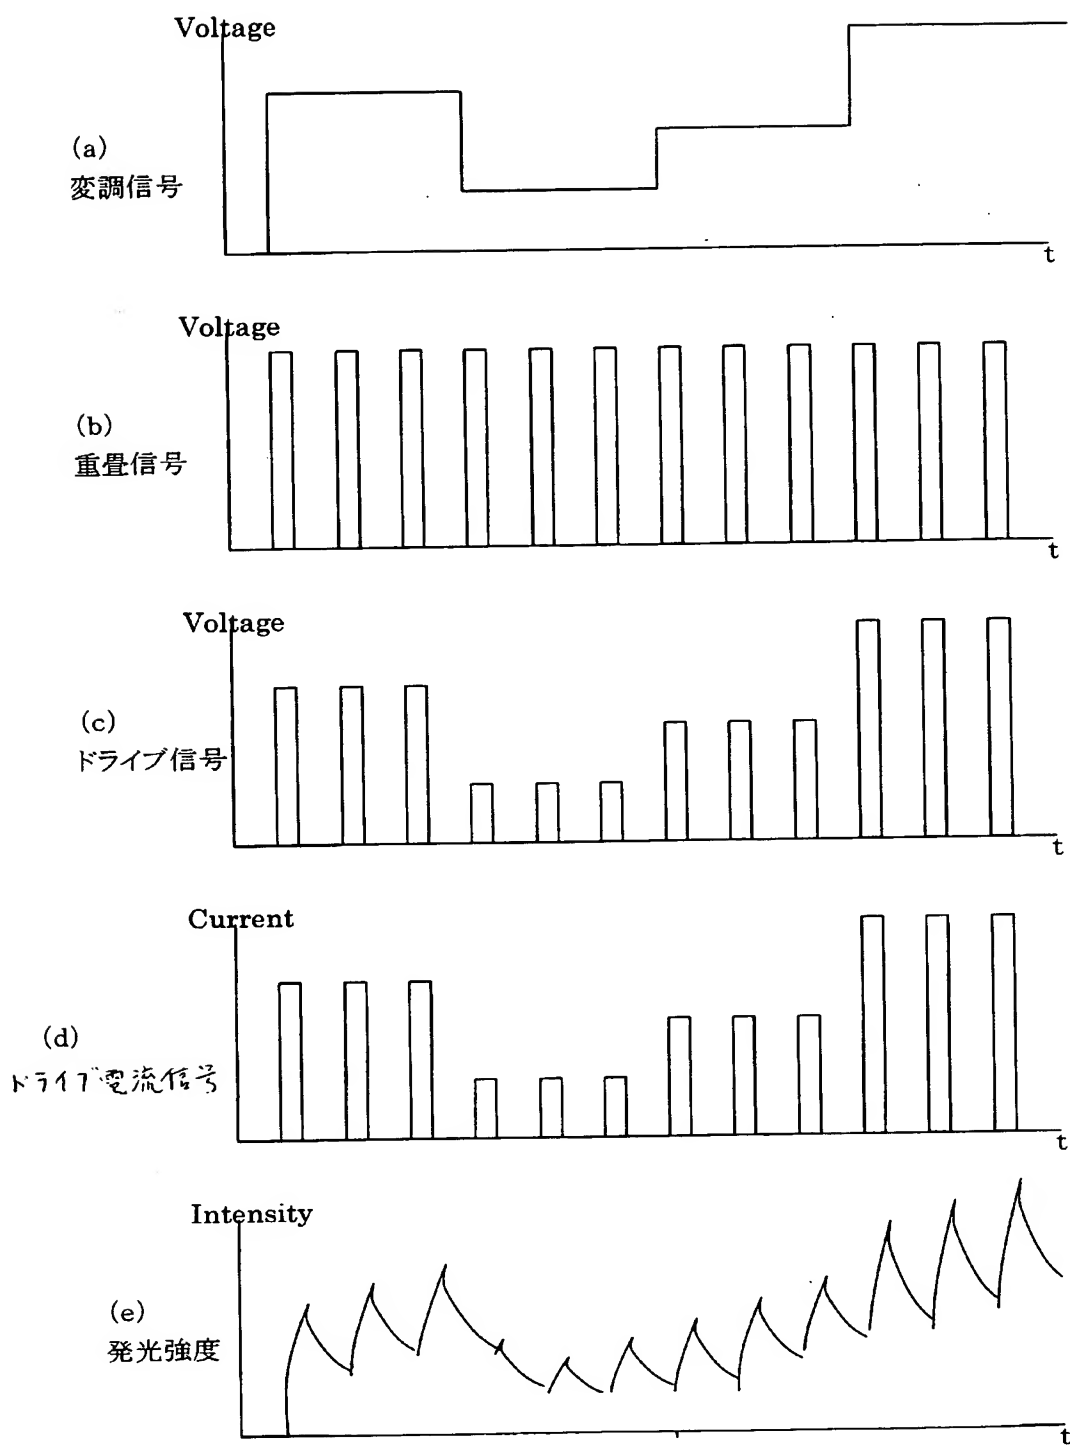 Voltage
(a)
変調信号
t
Voltage
(b)
重畳信号
t
Voltage
(c)
ドライブ信号
t
Current
(d)
ドライブ電流信号
t
Intensity
(e)
発光強度
t